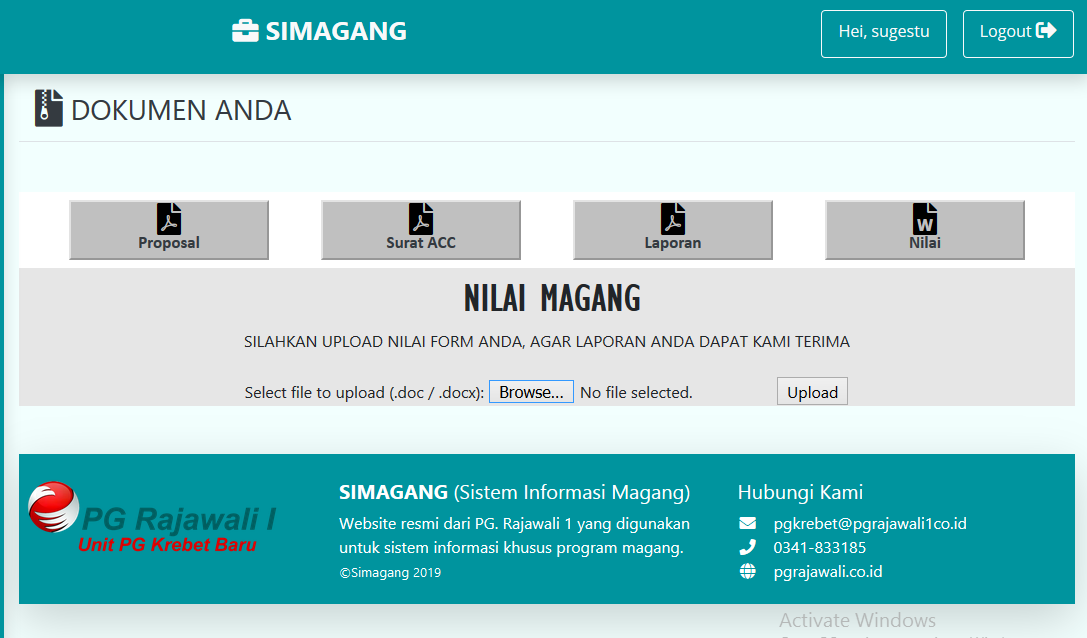 SIMAGANG
Hei, sugestu
Logout
DOKUMEN ANDA
Proposal
Surat ACC
Laporan
W
Nilai
NILAI MAGANG
SILAHKAN UPLOAD NILAI FORM ANDA, AGAR LAPORAN ANDA DAPAT KAMI TERIMA
Select file to upload (.doc / .docx): Browse... No file selected. Upload
PG Rajawali I
Unit PG Krebet Baru
SIMAGANG (Sistem Informasi Magang)
Website resmi dari PG. Rajawali 1 yang digunakan
untuk sistem informasi khusus program magang.
©Simagang 2019
Hubungi Kami
pgkrebet@pgrajawali1co.id
0341-833185
pgrajawali.co.id
Activate Windows